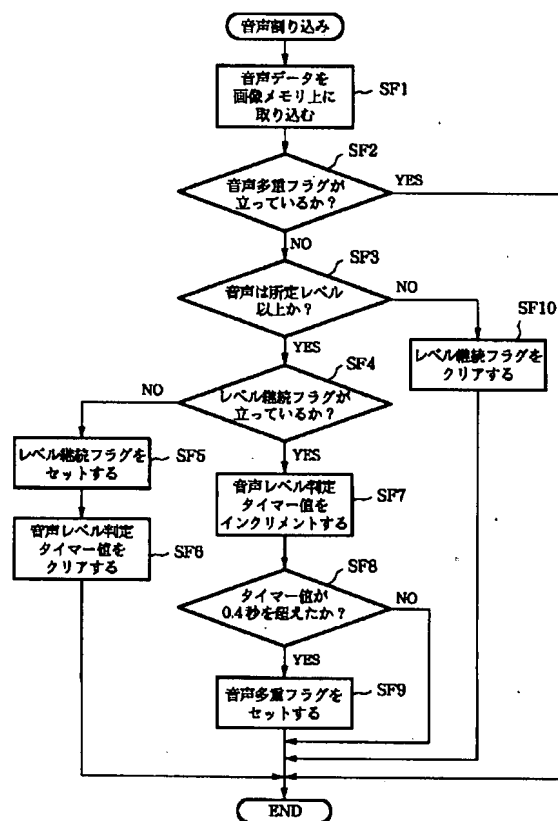 音声割り込み
音声データを
画像メモリ上に
取り込む
SF1
SF2
音声多重フラグが
立っているか?
YES
NO
SF3
音声は所定レベル
以上か?
NO
YES
SF10
レベル継続フラグを
クリアする
SF4
レベル継続フラグが
立っているか?
NO
YES
レベル継続フラグを
セットする
SF5
音声レベル判定
タイマー値を
クリアする
SF6
音声レベル判定
タイマー値を
インクリメントする
SF7
SF8
タイマー値が
0.4秒を超えたか?
NO
YES
音声多重フラグを
セットする
SF9
END